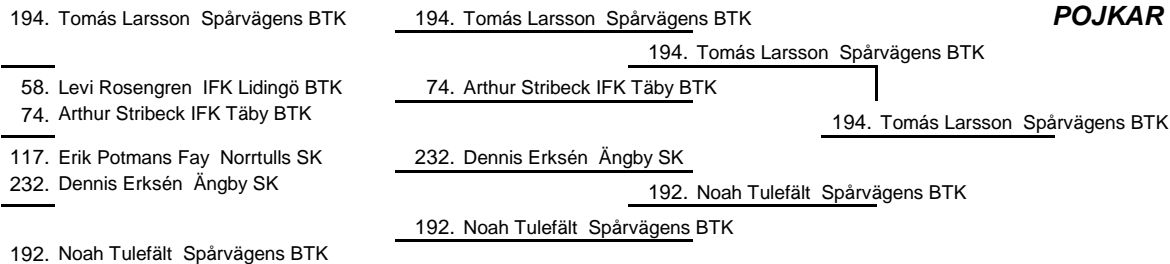 194. Tomás Larsson Spårvägens BTK 194. Tomás Larsson Spårvägens BTK POJKAR
194. Tomás Larsson Spårvägens BTK
58. Levi Rosengren IFK Lidingö BTK 74. Arthur Stribeck IFK Täby BTK
74. Arthur Stribeck IFK Täby BTK
194. Tomás Larsson Spårvägens BTK
117. Erik Potmans Fay Norrtulls SK 232. Dennis Erksén Ängby SK
232. Dennis Erksén Ängby SK
192. Noah Tulefält Spårvägens BTK
192. Noah Tulefält Spårvägens BTK
192. Noah Tulefält Spårvägens BTK